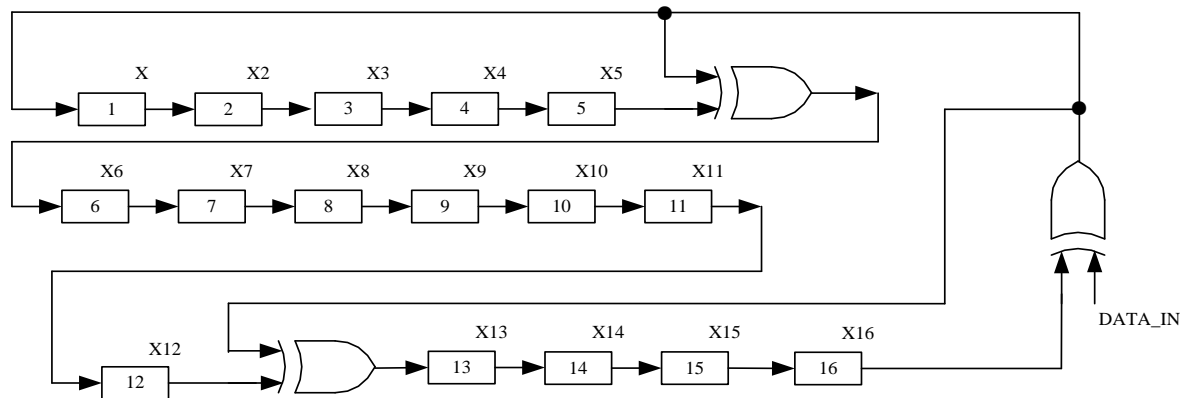 X X2 X3 X4 X5
1 2 3 4 5
X6 X7 X8 X9 X10 X11
6 7 8 9 10 11
DATA_IN
X12 X13 X14 X15 X16
12 13 14 15 16